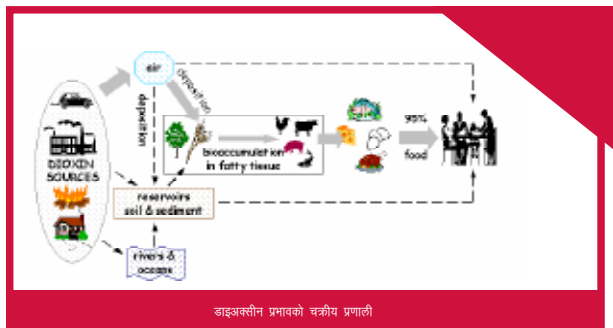 air
deposition
deposition
DIOXIN
SOURCES
bioaccumulation
in fatty tissue
95%
food
reservoirs
soil & sediment
rivers &
oceans
डाइअक्सीन प्रभावको चक्रीय प्रणाली